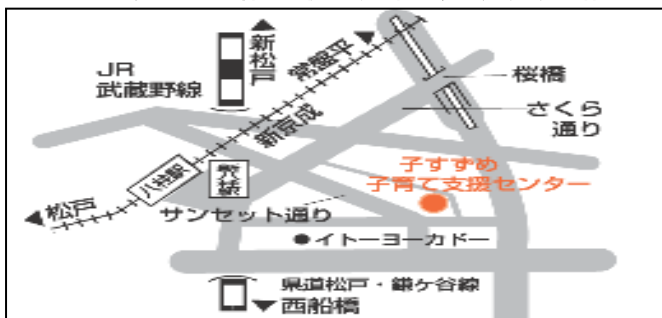 新松戸
常盤平
JR
武蔵野線
桜橋
さくら
通り
新京成
子すずめ
子育て支援センター
八柱駅
松戸
サンセット通り
●イトーヨーカドー
県道松戸・鎌ケ谷線
西船橋